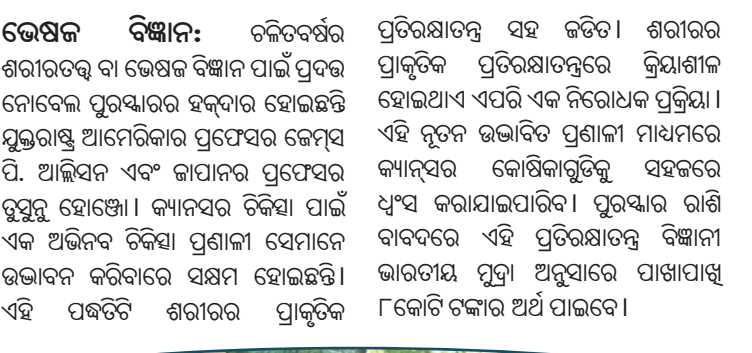 ଭେଷଜ ବିଜ୍ଞାନ: ଚଳିତବର୍ଷର
ଶରୀରତତ୍ତ୍ୱ ବା ଭେଷଜ ବିଜ୍ଞାନ ପାଇଁ ପ୍ରଦତ୍ତ
ନୋବେଲ ପୁରସ୍କାରର ହକ୍‌ଦାର ହୋଇଛନ୍ତି
ଯୁକ୍ତରାଷ୍ଟ୍ର ଆମେରିକାର ପ୍ରଫେସର ଜେମ୍‌ସ
ପି. ଆଲ୍ଲିସନ ଏବଂ ଜାପାନର ପ୍ରଫେସର
ତୁସୁନୁ ହୋଞ୍ଜୋ। କ୍ୟାନସର ଚିକିତ୍ସା ପାଇଁ
ଏକ ଅଭିନବ ଚିକିତ୍ସା ପ୍ରଣାଳୀ ସେମାନେ
ଉଦ୍ଭାବନ କରିବାରେ ସକ୍ଷମ ହୋଇଛନ୍ତି।
ଏହି ପଦ୍ଧତିଟି ଶରୀରର ପ୍ରାକୃତିକ
ପ୍ରତିରକ୍ଷାତନ୍ତ୍ର ସହ ଜଡିତ। ଶରୀରର
ପ୍ରାକୃତିକ ପ୍ରତିରକ୍ଷାତନ୍ତ୍ରରେ କ୍ରିୟାଶୀଳ
ହୋଇଥାଏ ଏପରି ଏକ ନିରୋଧକ ପ୍ରକ୍ରିୟା।
ଏହି ନୂତନ ଉଦ୍ଭାବିତ ପ୍ରଣାଳୀ ମାଧ୍ୟମରେ
କ୍ୟାନ୍‌ସର କୋଷିକାଗୁଡିକୁ ସହଜରେ
ଧ୍ୱଂସ କରାଯାଇପାରିବ। ପୁରସ୍କାର ରାଶି
ବାବଦରେ ଏହି ପ୍ରତିରକ୍ଷାତନ୍ତ୍ର ବିଜ୍ଞାନୀ
ଭାରତୀୟ ମୁଦ୍ରା ଅନୁସାରେ ପାଖାପାଖି
୮କୋଟି ଟଙ୍କାର ଅର୍ଥ ପାଇବେ।